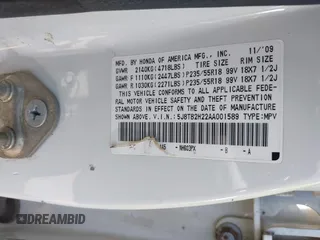 MFD. BY HONDA OF AMERICA MFG., INC. 11/'09
GVWR 2140KG(4718LBS) TIRE SIZE RIM SIZE
GAWR F1110KG(2447LBS)P235/55R18 99V 18X7 1/2J
GAWR R1030KG(2271LBS)P235/55R18 99V 18X7 1/2J
THIS VEHICLE CONFORMS TO ALL APPLICABLE FEDE-
RAL MOTOR VEHICLE SAFETY AND THEFT PREVENTION
STANDARDS IN EFFECT ON THE DATE OF
MANUFACTURE SHOWN ABOVE.
V.I.N.:5J8TB2H22AA001589 TYPE:MPV
B - A
DREAMBID